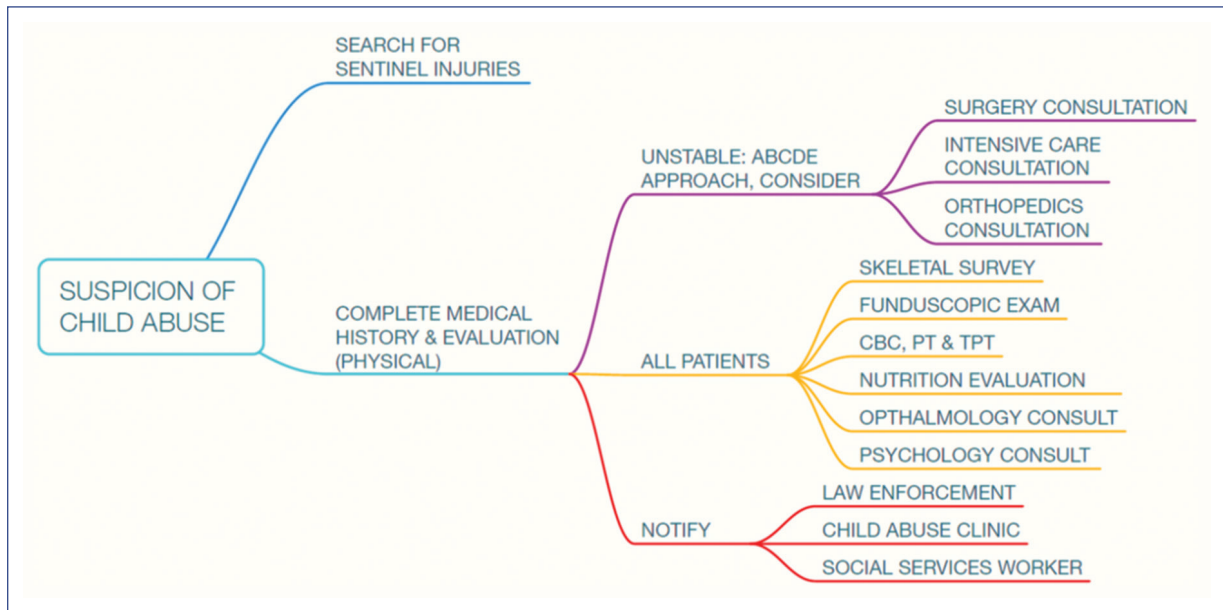 SEARCH FOR
SENTINEL INJURIES
SUSPICION OF
CHILD ABUSE
COMPLETE MEDICAL
HISTORY & EVALUATION
(PHYSICAL)
UNSTABLE: ABCDE
APPROACH, CONSIDER
SURGERY CONSULTATION
INTENSIVE CARE
CONSULTATION
ORTHOPEDICS
CONSULTATION
ALL PATIENTS
SKELETAL SURVEY
FUNDUSCOPIC EXAM
CBC, PT & TPT
NUTRITION EVALUATION
OPTHALMOLOGY CONSULT
PSYCHOLOGY CONSULT
NOTIFY
LAW ENFORCEMENT
CHILD ABUSE CLINIC
SOCIAL SERVICES WORKER